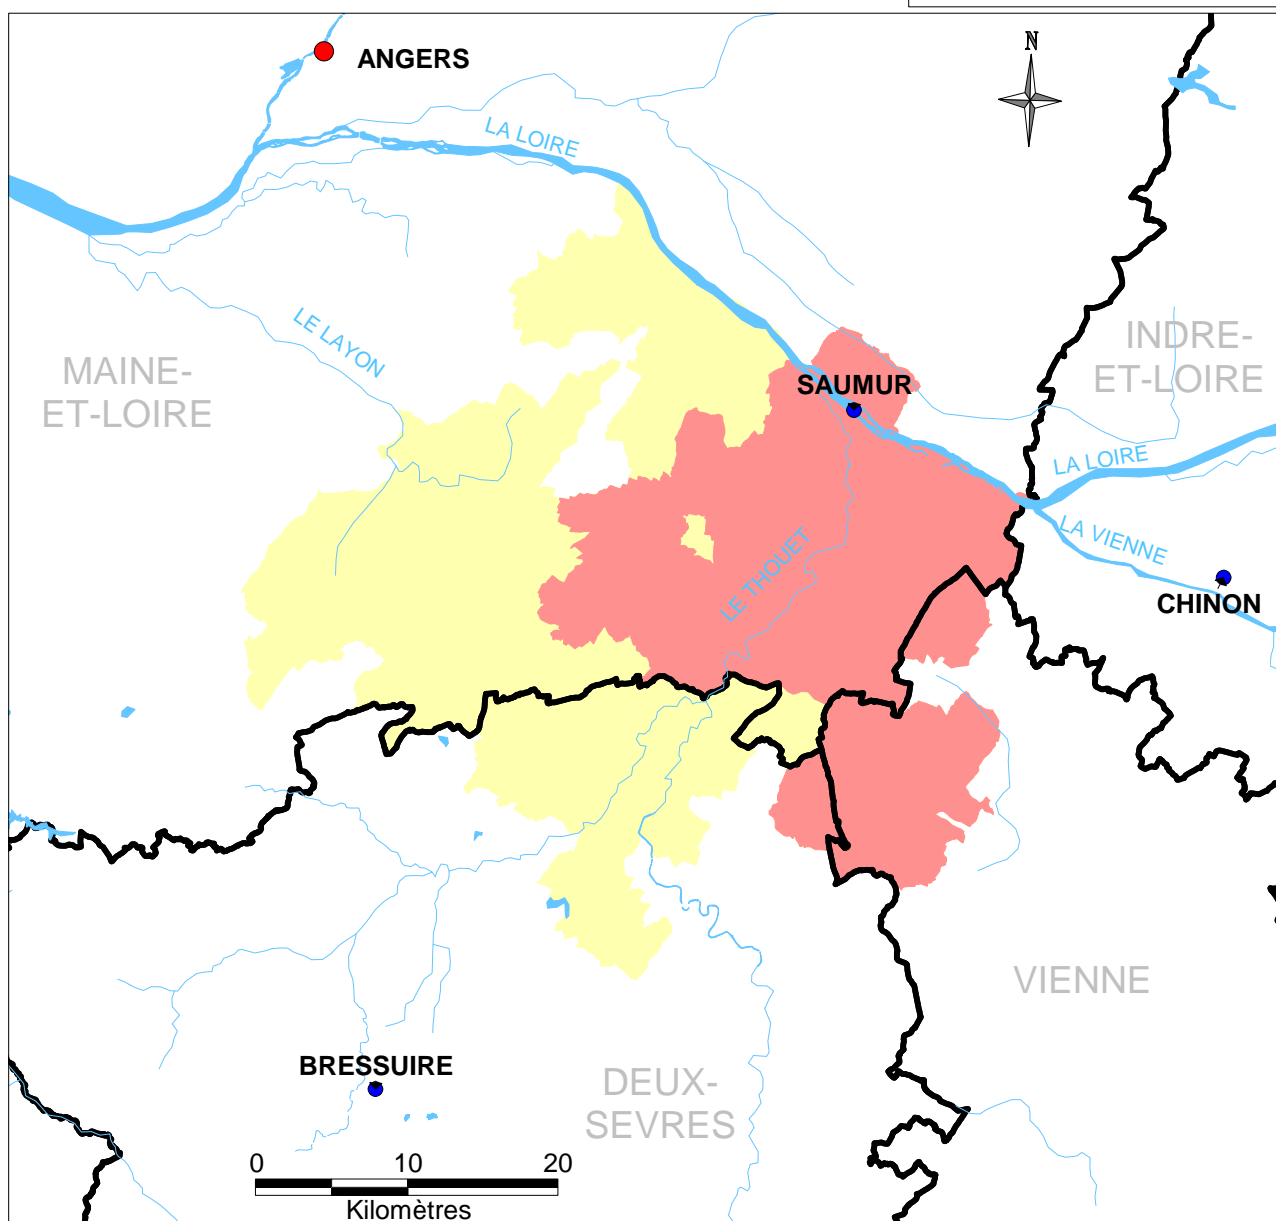 N
ANGERS
LA LOIRE
LE LAYON
MAINE-
ET-LOIRE
INDRE-
ET-LOIRE
SAUMUR
LA LOIRE
LA VIENNE
LE THOUET
CHINON
VIENNE
BRESSUIRE
DEUX-
SEVRES
0 10 20
Kilomètres